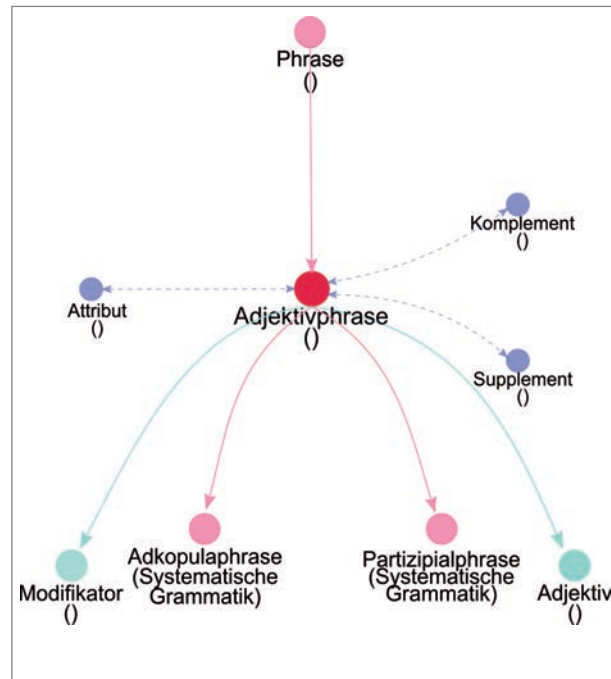 Phrase
()
Komplement
()
Attribut
()
Adjektivphrase
()
Supplement
()
Adkopulaphrase
(Systematische
Grammatik)
Partizipialphrase
(Systematische
Grammatik)
Modifikator
()
Adjektiv
()